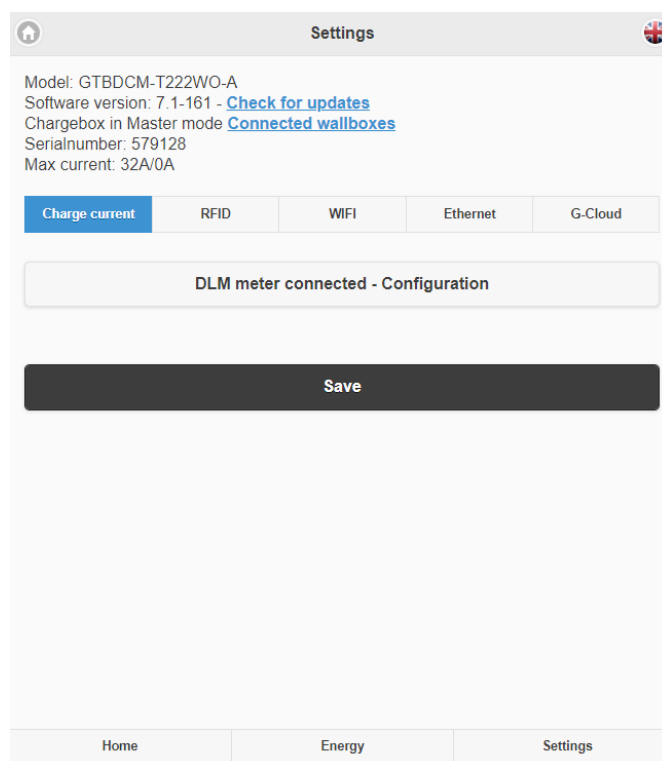 Settings
Model: GTBDCM-T222WO-A
Software version: 7.1-161 - Check for updates
Chargebox in Master mode Connected wallboxes
Serialnumber: 579128
Max current: 32A/0A
Charge current RFID WIFI Ethernet G-Cloud
DLM meter connected - Configuration
Save
Home Energy Settings